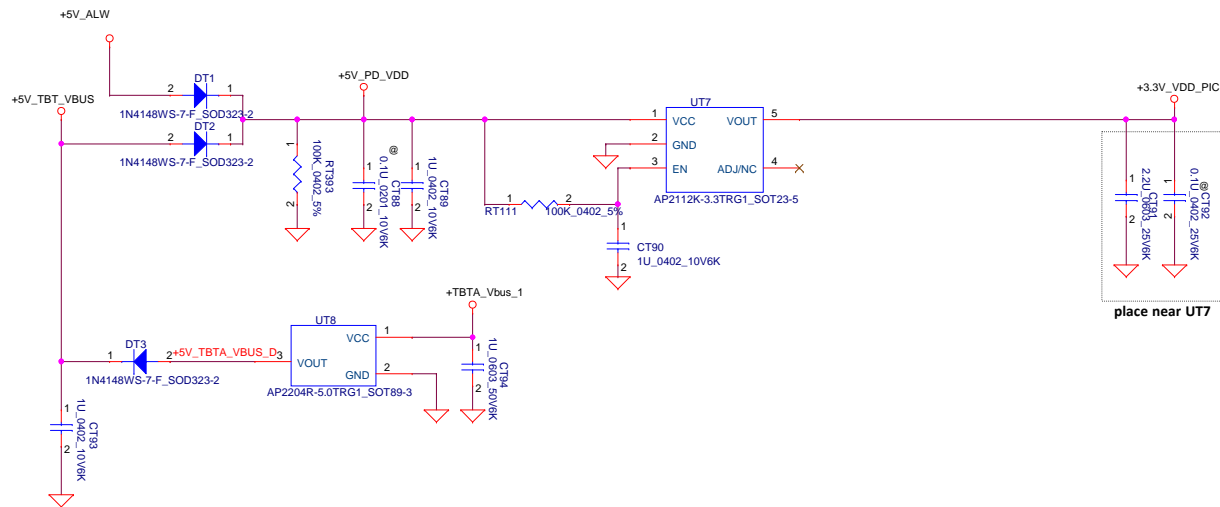 +5V_ALW
+5V_TBT_VBUS
2
DT1
1
1N4148WS-7-F_SOD323-2
2
DT2
1
1N4148WS-7-F_SOD323-2
+5V_PD_VDD
1
2
RT393
100K_0402_5%
1
2
@
CT88
0.1U_0201_10V6K
1
2
CT89
1U_0402_10V6K
RT111
1
2
100K_0402_5%
1
2
CT90
1U_0402_10V6K
UT7
1
VCC
VOUT
5
2
GND
3
EN
ADJ/NC
4
AP2112K-3.3TRG1_SOT23-5
+3.3V_VDD_PIC
1
2
CT91
2.2U_0603_25V6K
1
2
@
CT92
0.1U_0402_25V6K
place near UT7
+TBTA_Vbus_1
UT8
VCC
1
3
VOUT
GND
2
AP2204R-5.0TRG1_SOT89-3
1
2
CT94
1U_0603_50V6K
1
DT3
2
+5V_TBTA_VBUS_D
1N4148WS-7-F_SOD323-2
1
2
CT93
1U_0402_10V6K